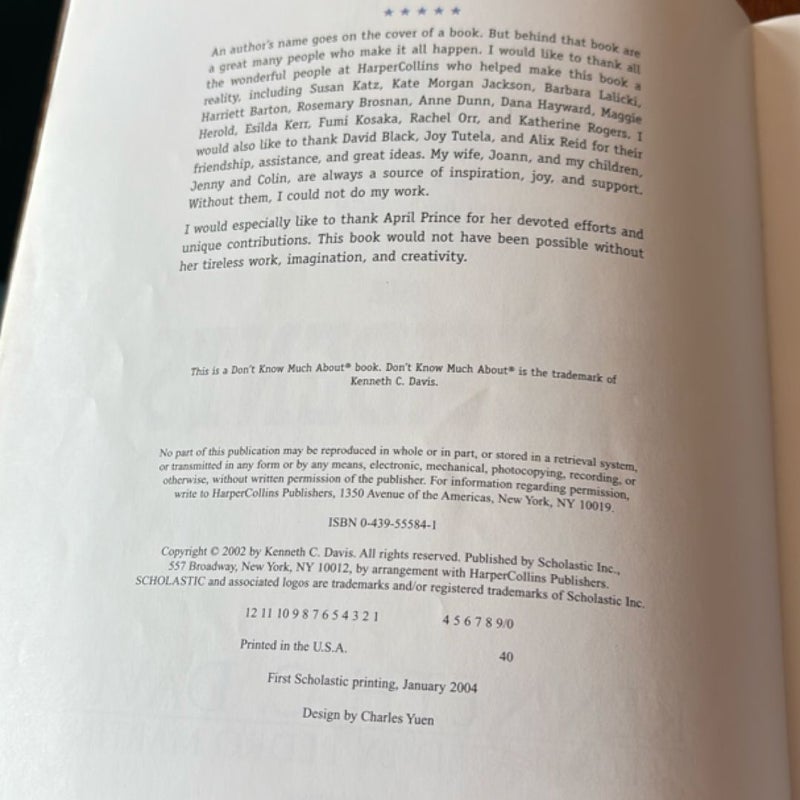 ★ ★ ★ ★ ★
An author's name goes on the cover of a book. But behind that book are
a great many people who make it all happen. I would like to thank all
the wonderful people at HarperCollins who helped make this book a
reality, including Susan Katz, Kate Morgan Jackson, Barbara Lalicki,
Harriett Barton, Rosemary Brosnan, Anne Dunn, Dana Hayward, Maggie
Herold, Esilda Kerr, Fumi Kosaka, Rachel Orr, and Katherine Rogers. I
would also like to thank David Black, Joy Tutela, and Alix Reid for their
friendship, assistance, and great ideas. My wife, Joann, and my children,
Jenny and Colin, are always a source of inspiration, joy, and support.
Without them, I could not do my work.
I would especially like to thank April Prince for her devoted efforts and
unique contributions. This book would not have been possible without
her tireless work, imagination, and creativity.
This is a Don't Know Much About® book. Don't Know Much About® is the trademark of
Kenneth C. Davis.
No part of this publication may be reproduced in whole or in part, or stored in a retrieval system,
or transmitted in any form or by any means, electronic, mechanical, photocopying, recording, or
otherwise, without written permission of the publisher. For information regarding permission,
write to HarperCollins Publishers, 1350 Avenue of the Americas, New York, NY 10019.
ISBN 0-439-55584-1
Copyright © 2002 by Kenneth C. Davis. All rights reserved. Published by Scholastic Inc.,
557 Broadway, New York, NY 10012, by arrangement with HarperCollins Publishers.
SCHOLASTIC and associated logos are trademarks and/or registered trademarks of Scholastic Inc.
12 11 10 9 8 7 6 5 4 3 2 1 4 5 6 7 8 9/0
Printed in the U.S.A. 40
First Scholastic printing, January 2004
Design by Charles Yuen